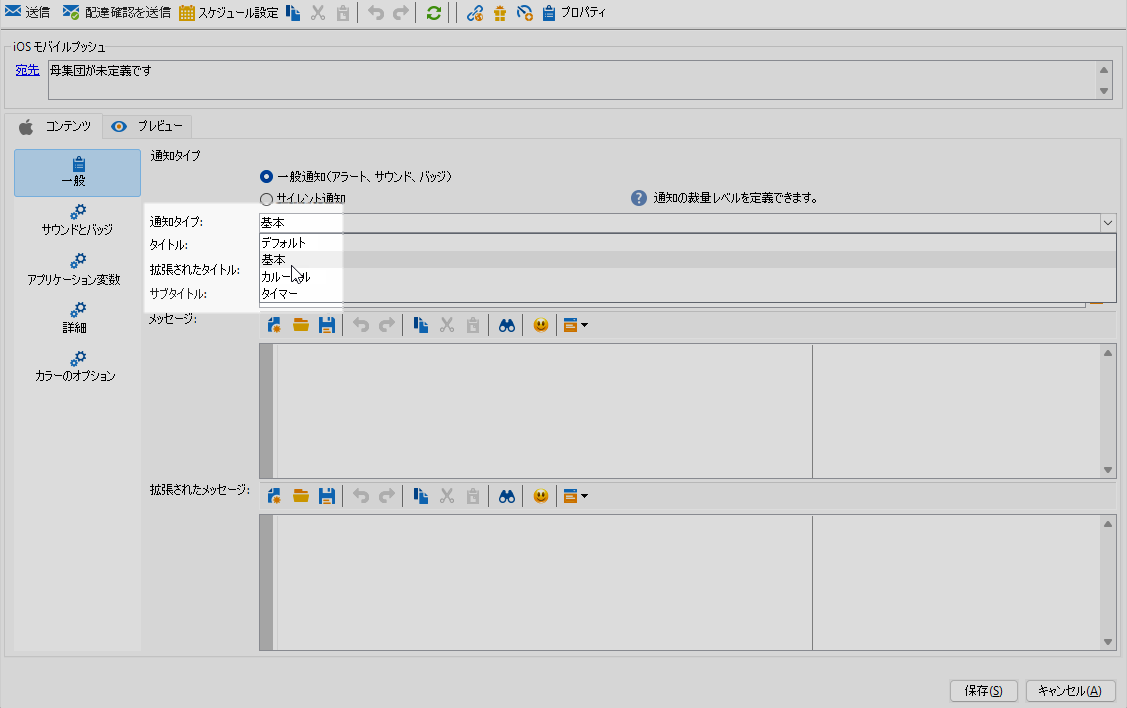 送信 配達確認を送信 スケジュール設定 プロパティ
iOS モバイルプッシュ
宛先 母集団が未定義です
コンテンツ プレビュー
一般
サウンドとバッジ
アプリケーション変数
詳細
カラーのオプション
通知タイプ
一般通知(アラート、サウンド、バッジ)
サイレント通知
? 通知の裁量レベルを定義できます。
通知タイプ: 基本
タイトル: デフォルト
基本
拡張されたタイトル: カルーセル
サブタイトル: タイマー
メッセージ:
拡張されたメッセージ:
保存(S) キャンセル(A)